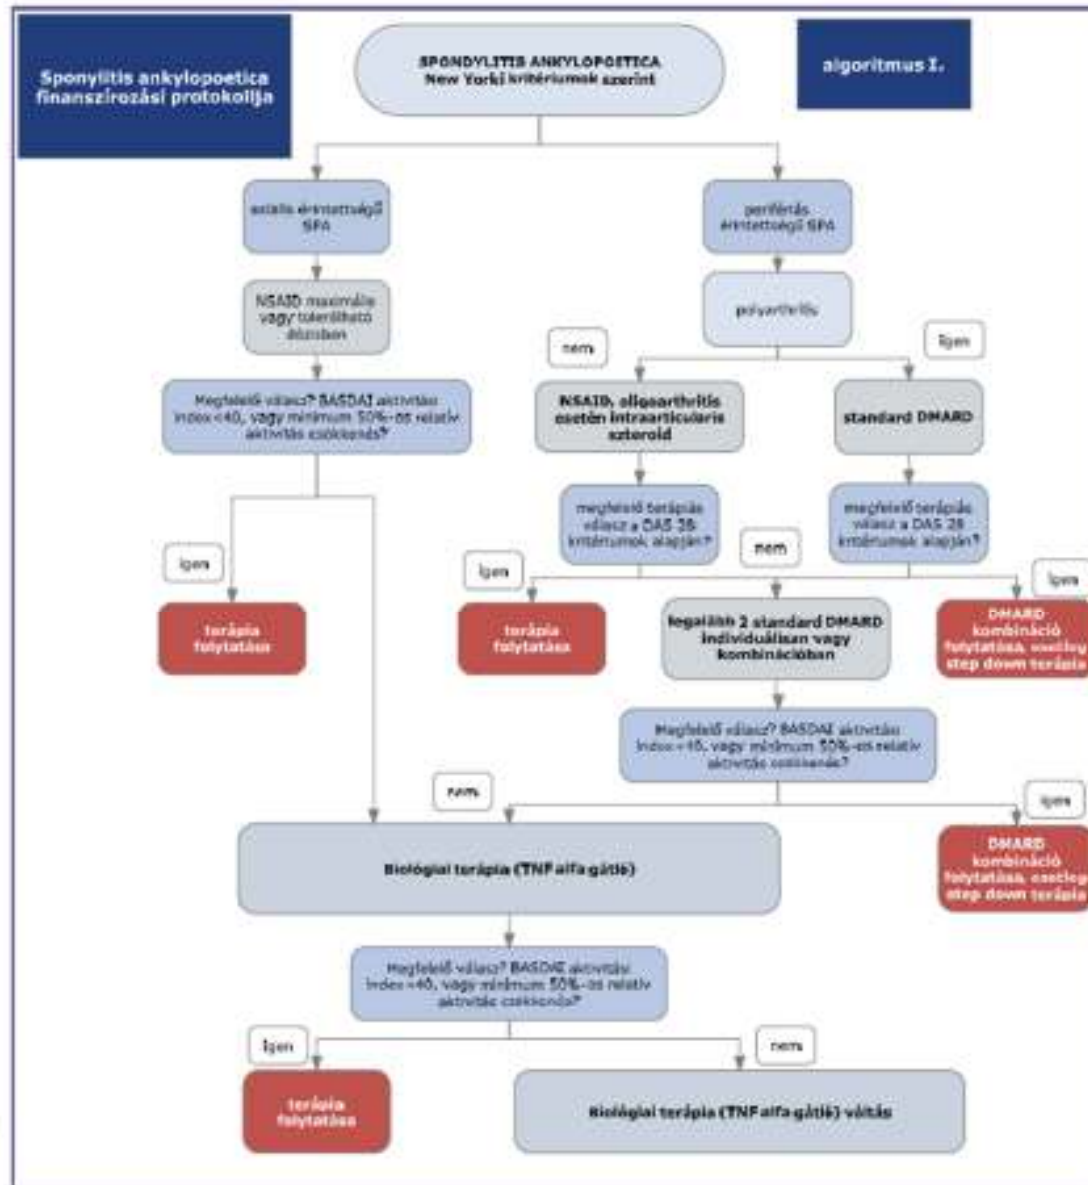 Sponylitis ankylopoetica
finanszírozási protokollja
SPONDYLITIS ANKYLOPOETICA
New Yorki kritériumok szerint
algoritmus I.
axiális érintettségű
SPA
perifériás
érintettségű SPA
NSAID maximális
vagy tolerálható
dózisban
polyarthritis
nem
igen
Megfelelő válasz? BASDAI aktivitási
index <40, vagy minimum 50%-os relatív
aktivitás csökkenés?
NSAID, oligoarthritis
esetén intraarticularis
szteroid
standard DMARD
megfelelő terápiás
válasz a DAS 28
kritériumok alapján?
megfelelő terápiás
válasz a DAS 28
kritériumok alapján?
igen
igen
nem
igen
terápia
folytatása
terápia
folytatása
legalább 2 standard DMARD
individuálisan vagy
kombinációban
DMARD
kombináció
folytatása, esetleg
step down terápia
Megfelelő válasz? BASDAI aktivitási
index <40, vagy minimum 50%-os relatív
aktivitás csökkenés?
nem
igen
Biológiai terápia (TNF alfa gátló)
DMARD
kombináció
folytatása, esetleg
step down terápia
Megfelelő válasz? BASDAI aktivitási
index <40, vagy minimum 50%-os relatív
aktivitás csökkenés?
igen
nem
terápia
folytatása
Biológiai terápia (TNF alfa gátló) váltás